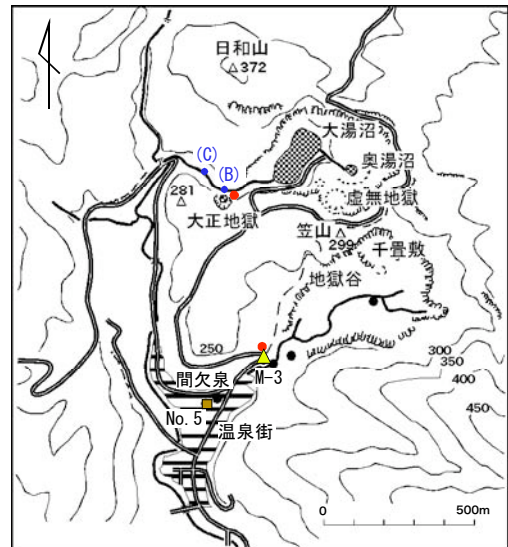 日和山
△372
大湯沼
(C)
(B)
奥湯沼
281
△
大正地獄
虚無地獄
笠山△
299
千畳敷
地獄谷
250
300
350
400
450
間欠泉
M-3
No.5
温泉街
0 500m